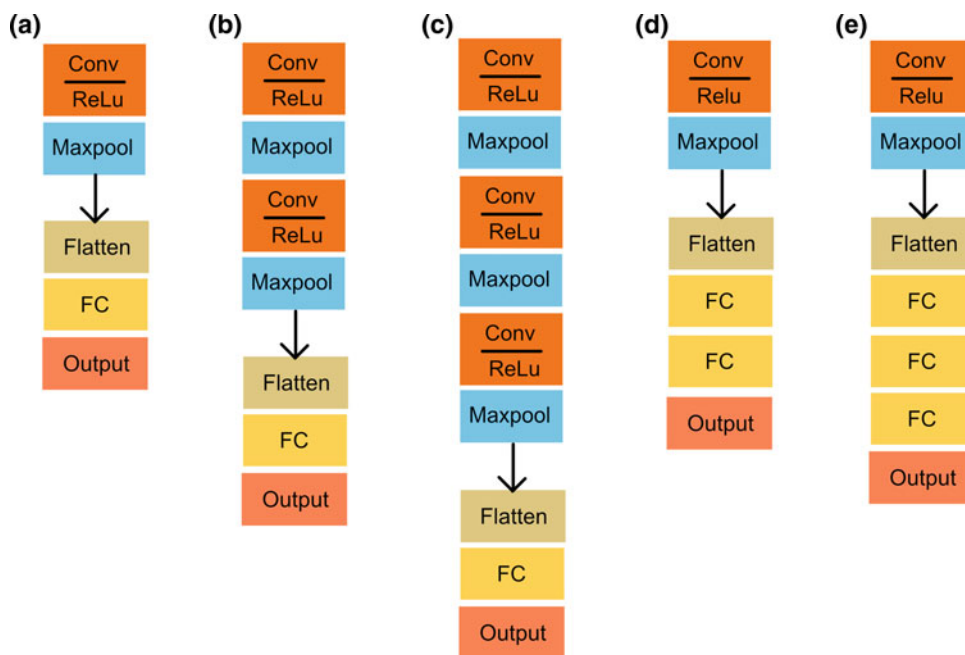 (a)
Conv
ReLu
Maxpool
Flatten
FC
Output
(b)
Conv
ReLu
Maxpool
Conv
ReLu
Maxpool
Flatten
FC
Output
(c)
Conv
ReLu
Maxpool
Conv
ReLu
Maxpool
Conv
ReLu
Maxpool
Flatten
FC
Output
(d)
Conv
Relu
Maxpool
Flatten
FC
FC
Output
(e)
Conv
Relu
Maxpool
Flatten
FC
FC
FC
Output